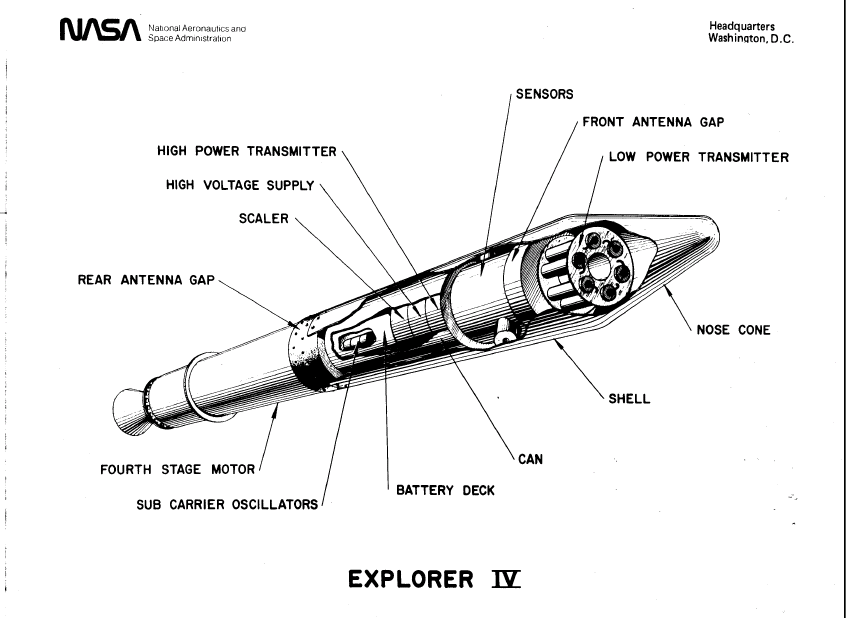 NASA
National Aeronautics and
Space Administration
Headquarters
Washington, D.C.
SENSORS
FRONT ANTENNA GAP
HIGH POWER TRANSMITTER
LOW POWER TRANSMITTER
HIGH VOLTAGE SUPPLY
SCALER
REAR ANTENNA GAP
NOSE CONE
SHELL
CAN
FOURTH STAGE MOTOR
BATTERY DECK
SUB CARRIER OSCILLATORS
EXPLORER IV